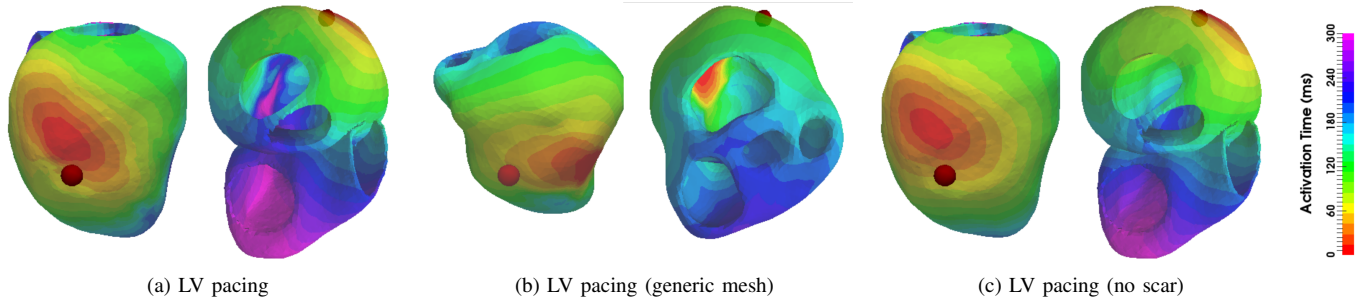 (a) LV pacing
(b) LV pacing (generic mesh)
(c) LV pacing (no scar)
Activation Time (ms)
300
240
180
120
60
0